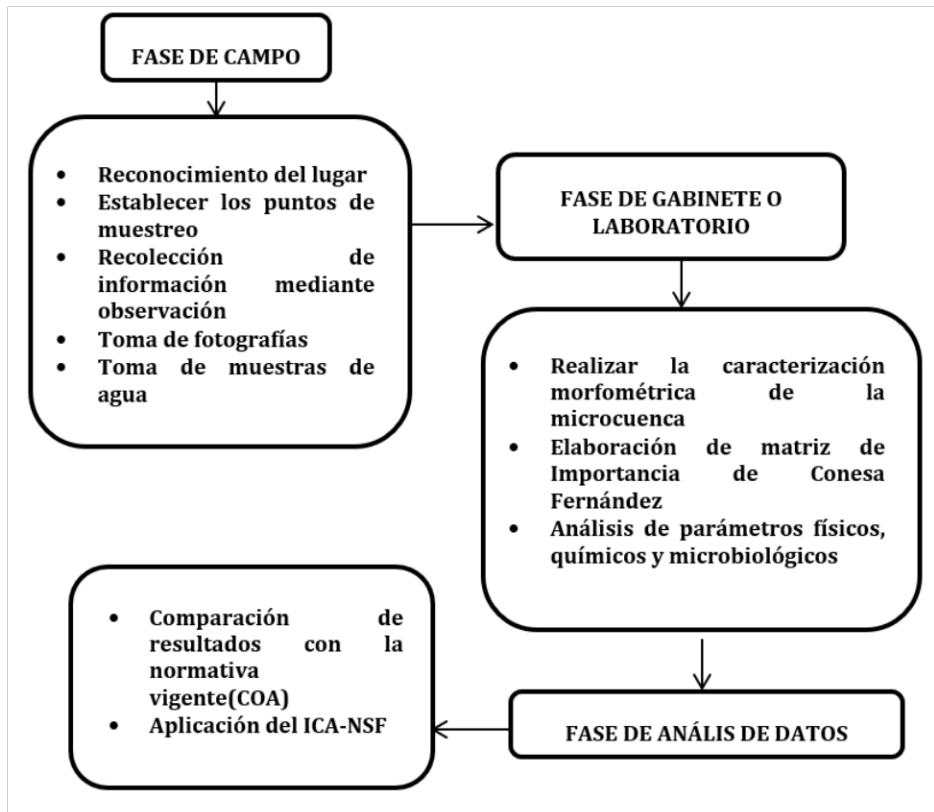 FASE DE CAMPO
• Reconocimiento del lugar
• Establecer los puntos de
muestreo
• Recolección de
información mediante
observación
• Toma de fotografías
• Toma de muestras de
agua
FASE DE GABINETE O
LABORATORIO
• Realizar la caracterización
morfométrica de la
microcuenca
• Elaboración de matriz de
Importancia de Conesa
Fernández
• Análisis de parámetros físicos,
químicos y microbiológicos
FASE DE ANÁLIS DE DATOS
• Comparación de
resultados con la
normativa
vigente(COA)
• Aplicación del ICA-NSF